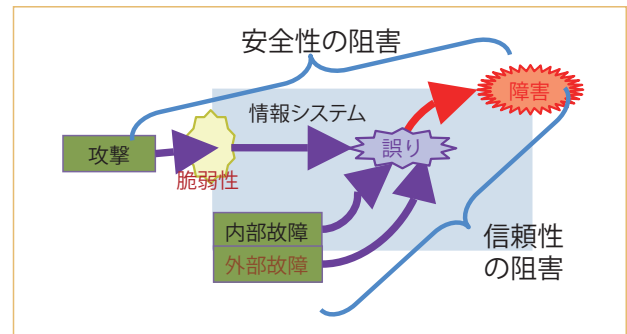 安全性の阻害
障害
情報システム
攻撃
誤り
脆弱性
内部故障
外部故障
信頼性
の阻害